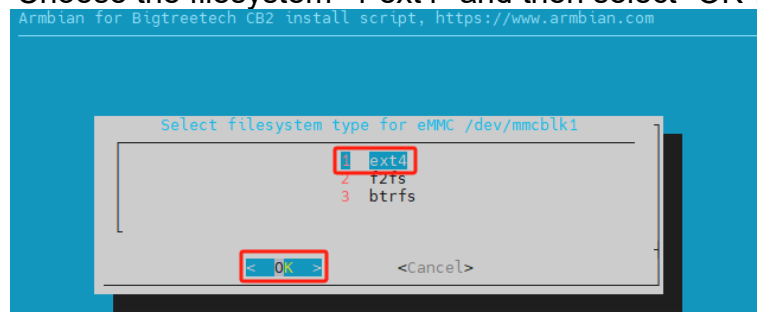 Armbian for Bigtreetech CB2 install script, https://www.armbian.com
Select filesystem type for eMMC /dev/mmcblk1
1 ext4
2 f2fs
3 btrfs
< OK > <Cancel>